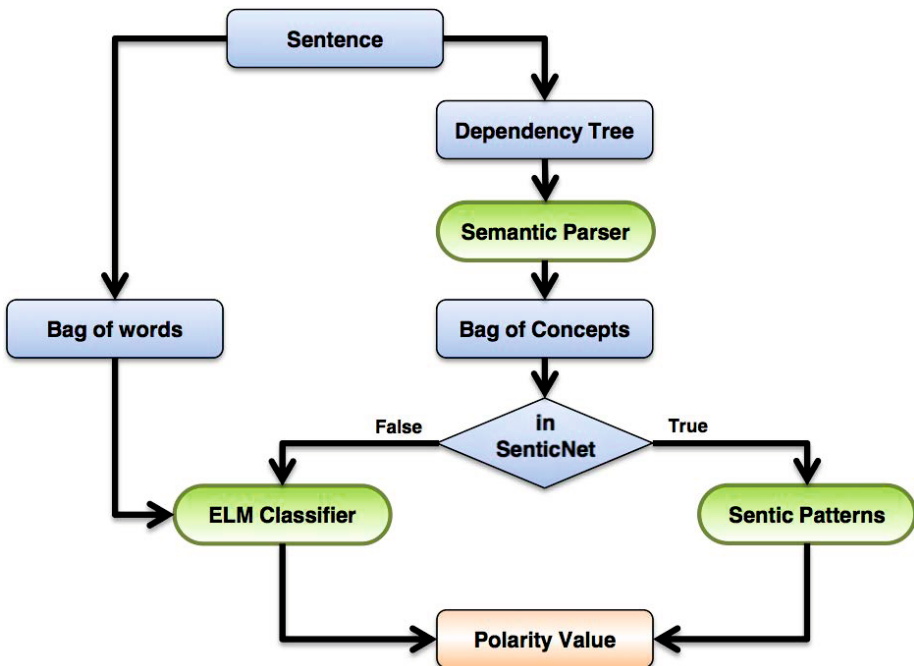 Sentence
Dependency Tree
Semantic Parser
Bag of words
Bag of Concepts
False
in
SenticNet
True
ELM Classifier
Sentic Patterns
Polarity Value